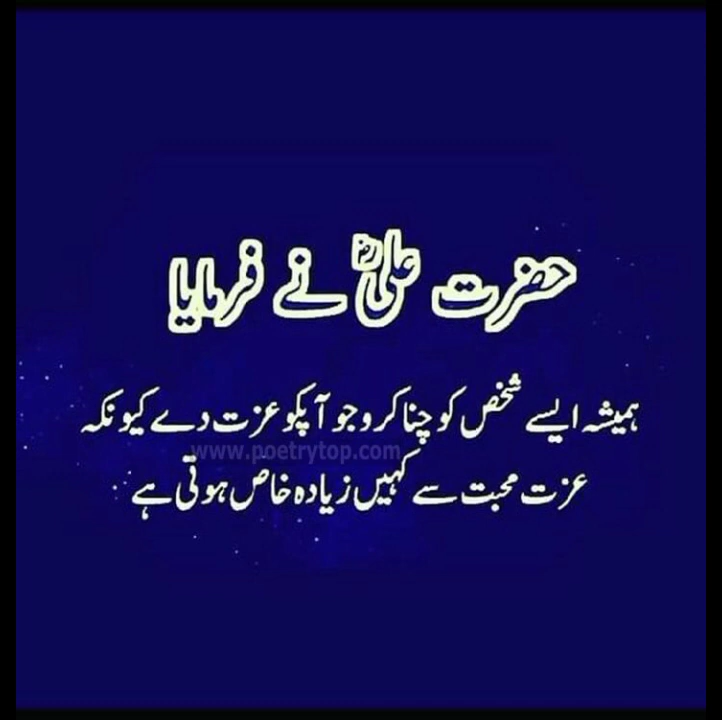 حضرت علیؓ نے فرمایا
ہمیشہ ایسے شخص کو چنا کرو جو آپکو عزت دے کیونکہ
www.poetrytop.com
عزت محبت سے کہیں زیادہ خاص ہوتی ہے